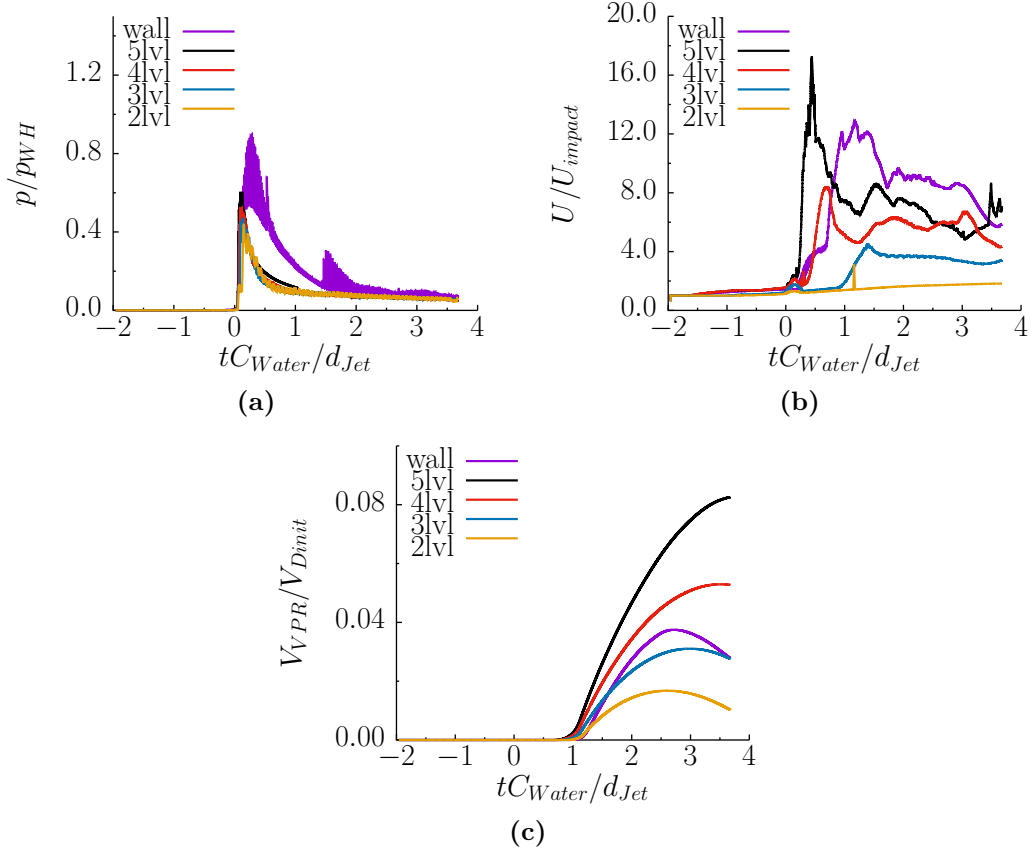 wall
5lvl
4lvl
3lvl
2lvl
p/p_{WH}
1.2
0.8
0.4
0.0
−2 −1 0 1 2 3 4
tC_{Water}/d_{Jet}
(a)
wall
5lvl
4lvl
3lvl
2lvl
U/U_{impact}
20.0
16.0
12.0
8.0
4.0
0.0
−2 −1 0 1 2 3 4
tC_{Water}/d_{Jet}
(b)
wall
5lvl
4lvl
3lvl
2lvl
V_{VPR}/V_{Dinit}
0.08
0.04
0.00
−2 −1 0 1 2 3 4
tC_{Water}/d_{Jet}
(c)